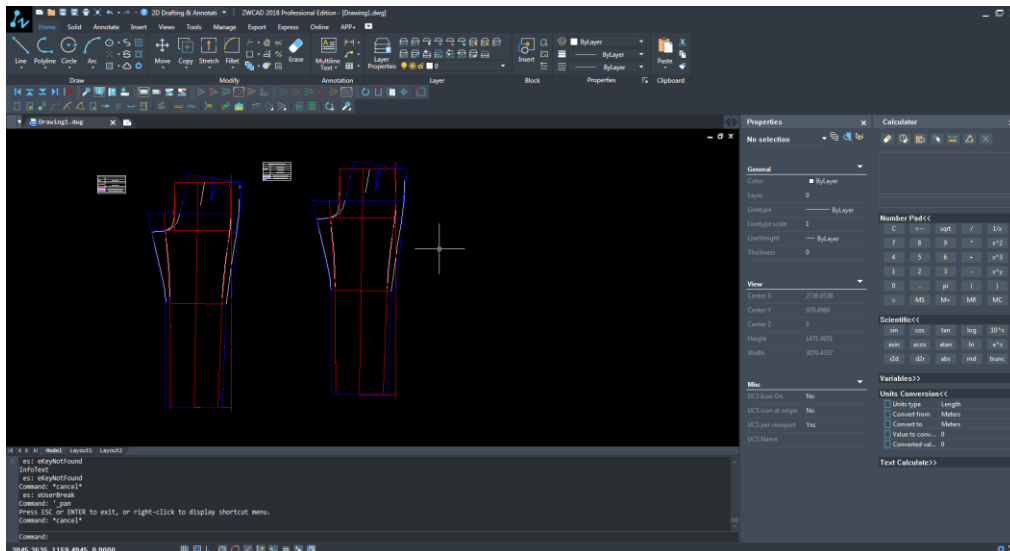 2D Drafting & Annotati
ZWCAD 2018 Professional Edition - [Drawing1.dwg]
Home Solid Annotate Insert Views Tools Manage Export Express Online APP+
Line Polyline Circle Arc Move Copy Stretch Fillet Erase Multiline Text Layer Properties Insert Paste
ByLayer
ByLayer
ByLayer
0
Draw Modify Annotation Layer Block Properties Clipboard
Drawing1.dwg
Properties
No selection
General
Color ByLayer
Layer 0
Linetype ByLayer
Linetype scale 1
LineWeight ByLayer
Thickness 0
View
Center X 2736.9536
Center Y
Center Z 0
Height 1471.0651
Width 3070.4337
Misc
UCS Icon On No
UCS icon at origin No
UCS per viewport Yes
UCS Name
Calculator
Number Pad<<
C <-- sqrt / 1/x
7 8 9 * x^2
4 5 6 + x^3
1 2 3 - x^y
0 . pi ( )
= MS M+ MR MC
Scientific<<
sin cos tan log 10^x
asin acos atan ln e^x
r2d d2r abs rnd trunc
Variables>>
Units Conversion<<
Units type Length
Convert from Meters
Convert to Meters
Value to conv... 0
Converted val... 0
Text Calculate>>
Model Layout1 Layout2
es: eKeyNotFound
InfoText
es: eKeyNotFound
Command: *cancel*
es: eUserBreak
Command: '_pan
Press ESC or ENTER to exit, or right-click to display shortcut menu.
Command: *cancel*
Command: